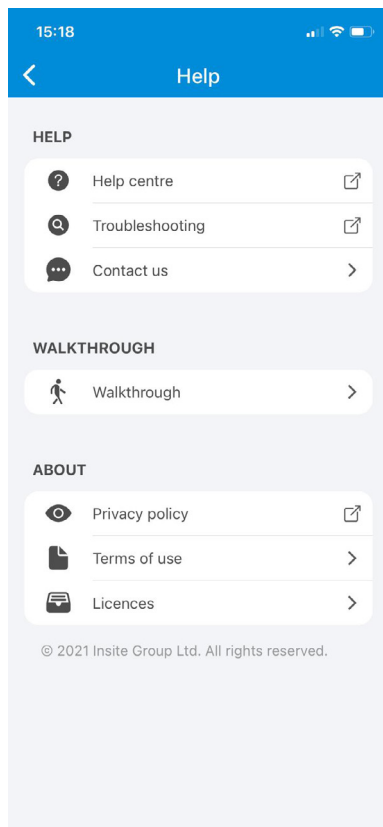 15:18
Help
HELP
Help centre
Troubleshooting
Contact us
WALKTHROUGH
Walkthrough
ABOUT
Privacy policy
Terms of use
Licences
© 2021 Insite Group Ltd. All rights reserved.